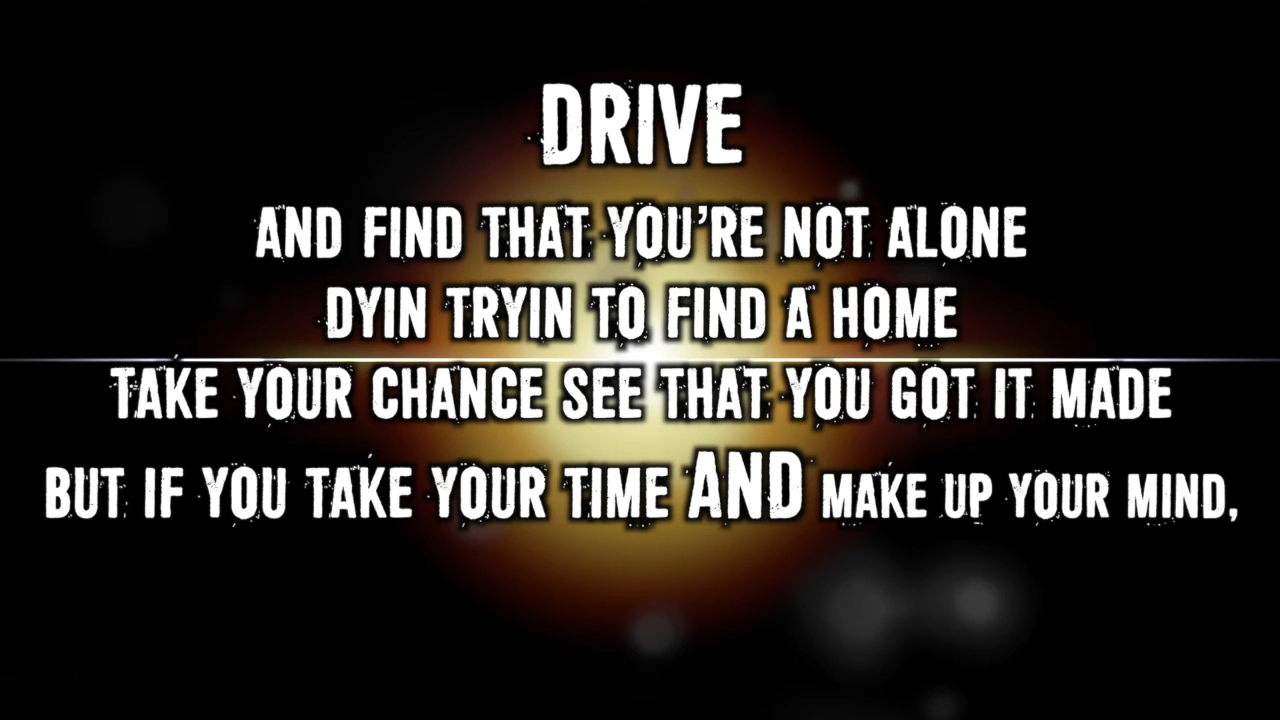 DRIVE
AND FIND THAT YOU'RE NOT ALONE
DYIN TRYIN TO FIND A HOME
TAKE YOUR CHANCE SEE THAT YOU GOT IT MADE
BUT IF YOU TAKE YOUR TIME AND MAKE UP YOUR MIND,